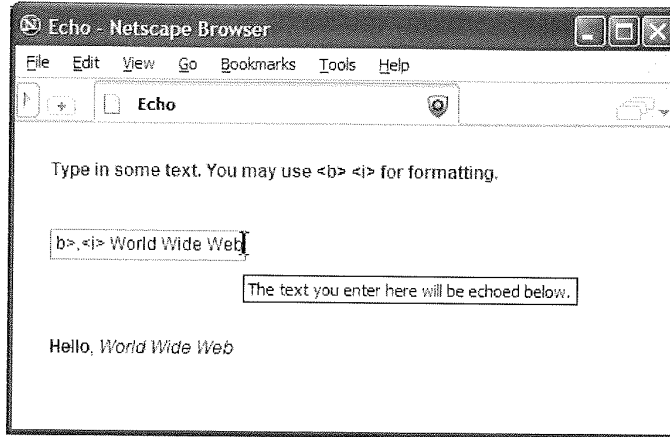 Echo - Netscape Browser
File Edit View Go Bookmarks Tools Help
Echo
Type in some text. You may use <b> <i> for formatting.
b>,<i> World Wide Web
The text you enter here will be echoed below.
Hello, World Wide Web